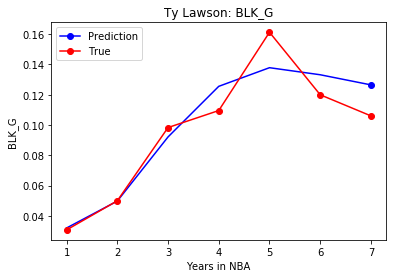 Ty Lawson: BLK_G
Prediction
True
BLK_G
0.16
0.14
0.12
0.10
0.08
0.06
0.04
1 2 3 4 5 6 7
Years in NBA